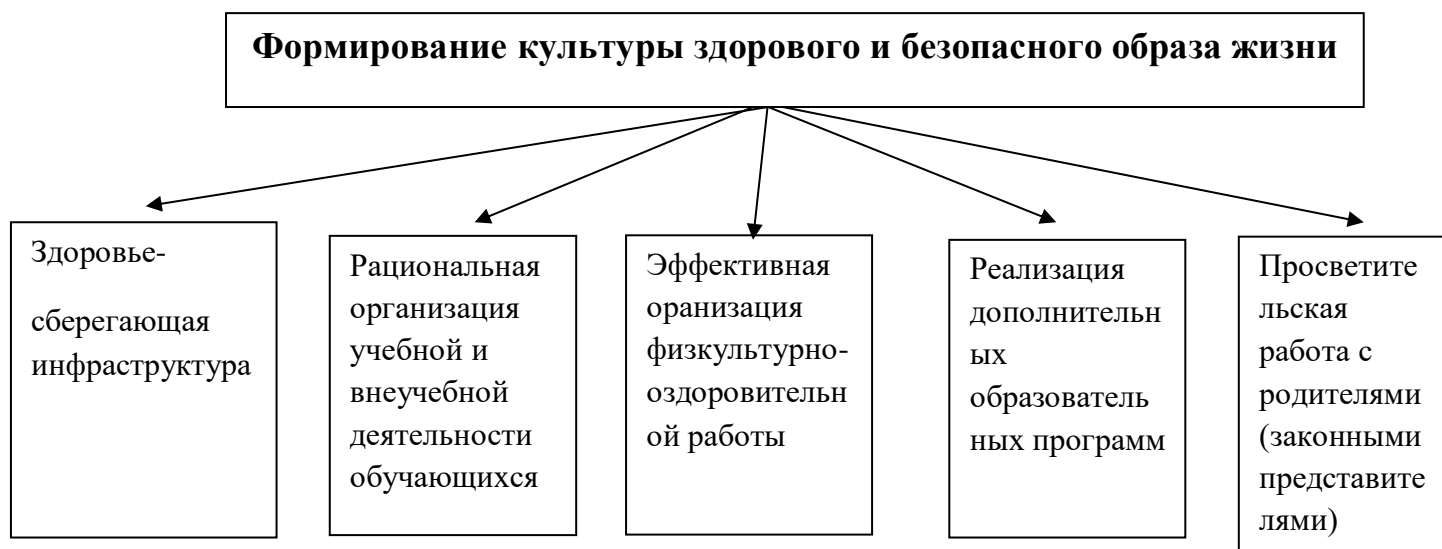 Формирование культуры здорового и безопасного образа жизни
Здоровье-
сберегающая
инфраструктура
Рациональная
организация
учебной и
внеучебной
деятельности
обучающихся
Эффективная
оранизация
физкультурно-
оздоровительн
ой работы
Реализация
дополнительн
ых
образователь
ных программ
Просветите
льская
работа с
родителями
(законными
представите
лями)